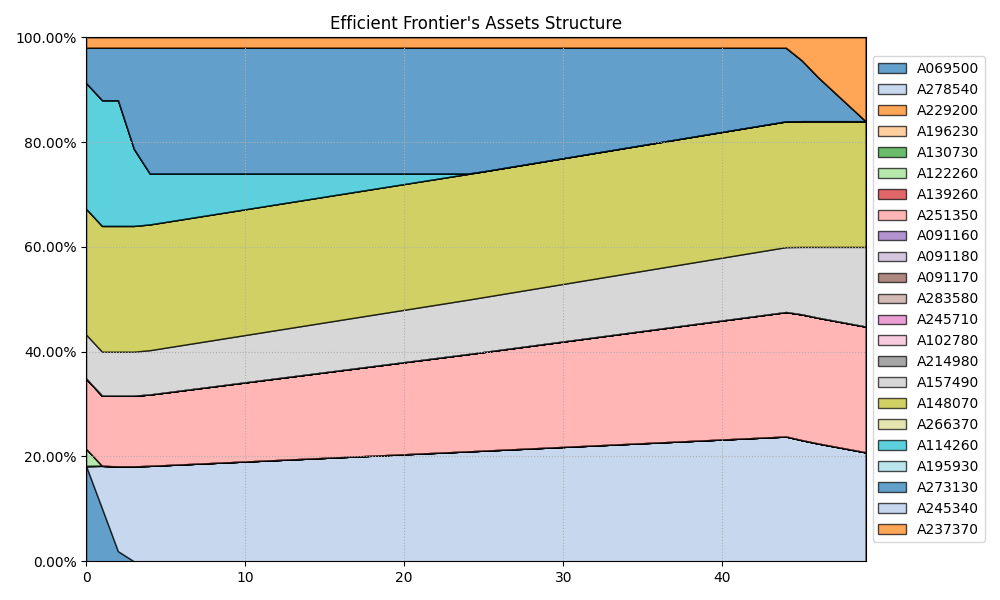 Efficient Frontier's Assets Structure
100.00%
80.00%
60.00%
40.00%
20.00%
0.00%
0
10
20
30
40
A069500
A278540
A229200
A196230
A130730
A122260
A139260
A251350
A091160
A091180
A091170
A283580
A245710
A102780
A214980
A157490
A148070
A266370
A114260
A195930
A273130
A245340
A237370